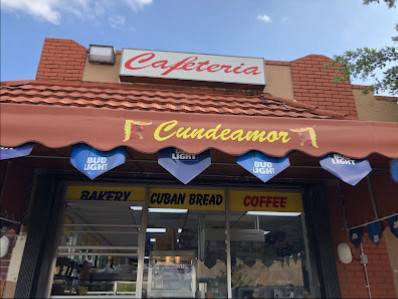 Cafeteria
Cundeamor
BUD LIGHT
LIGHT
BUD LIGHT
LIGHT
BAKERY
CUBAN BREAD
COFFEE